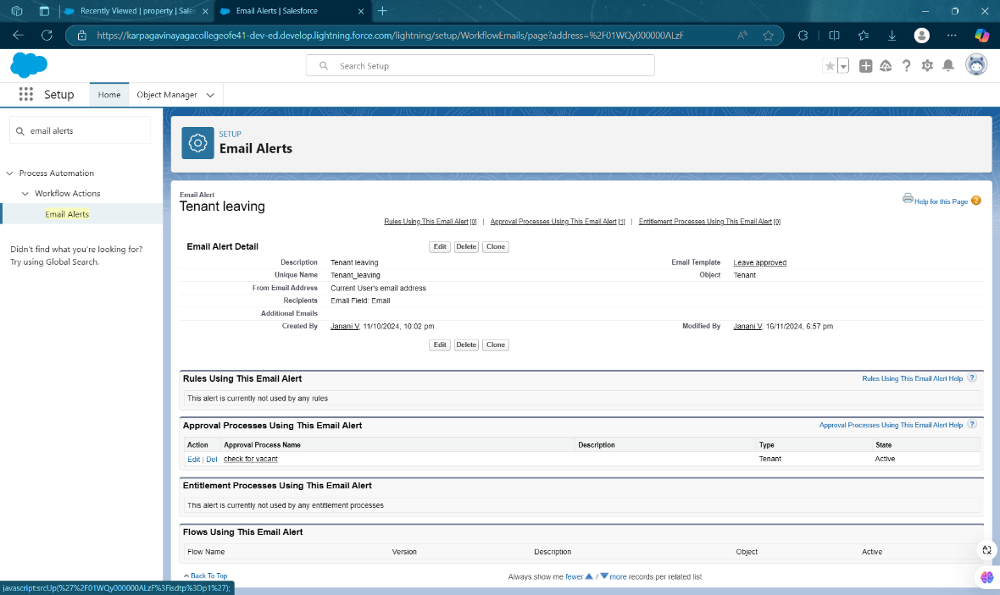 Recently Viewed | property | Sales
Email Alerts | Salesforce
https://karpagavinayagacollegeofe41-dev-ed.develop.lightning.force.com/lightning/setup/WorkflowEmails/page?address=%2F01WQy000000ALzF
Search Setup
Setup
Home
Object Manager
email alerts
Process Automation
Workflow Actions
Email Alerts
Didn't find what you're looking for?
Try using Global Search.
SETUP
Email Alerts
Email Alert
Tenant leaving
Help for this Page
Rules Using This Email Alert [0] | Approval Processes Using This Email Alert [1] | Entitlement Processes Using This Email Alert [0]
Email Alert Detail Edit Delete Clone
Description Tenant leaving Email Template Leave approved
Unique Name Tenant_leaving Object Tenant
From Email Address Current User's email address
Recipients Email Field: Email
Additional Emails
Created By Janani V, 11/10/2024, 10:02 pm Modified By Janani V, 16/11/2024, 6:57 pm
Edit Delete Clone
Rules Using This Email Alert Rules Using This Email Alert Help ?
This alert is currently not used by any rules
Approval Processes Using This Email Alert Approval Processes Using This Email Alert Help ?
Action Approval Process Name Description Type State
Edit | Del check for vacant Tenant Active
Entitlement Processes Using This Email Alert
This alert is currently not used by any entitlement processes
Flows Using This Email Alert
Flow Name Version Description Object Active
Back To Top Always show me fewer / more records per related list
javascript:srcUp(%27%2F01WQy000000ALzF%3Fisdtp%3Dp1%27);